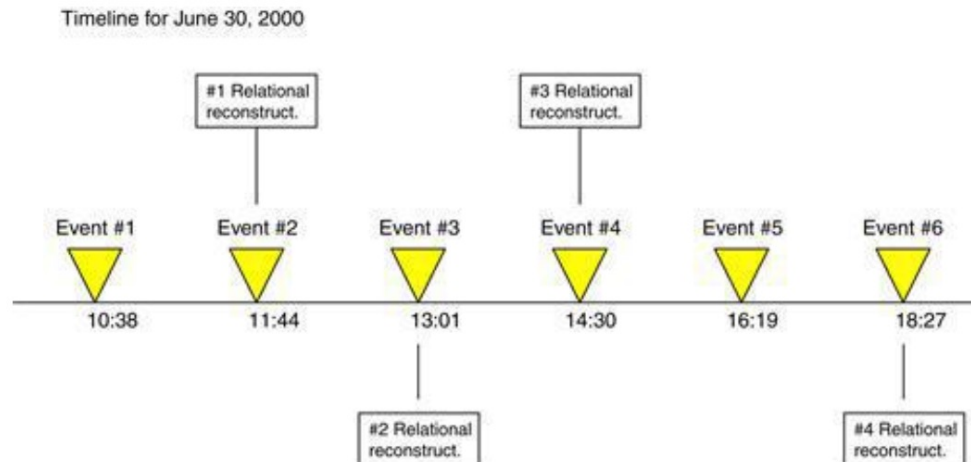 Timeline for June 30, 2000
#1 Relational
reconstruct.
#3 Relational
reconstruct.
Event #1
Event #2
Event #3
Event #4
Event #5
Event #6
10:38
11:44
13:01
14:30
16:19
18:27
#2 Relational
reconstruct.
#4 Relational
reconstruct.